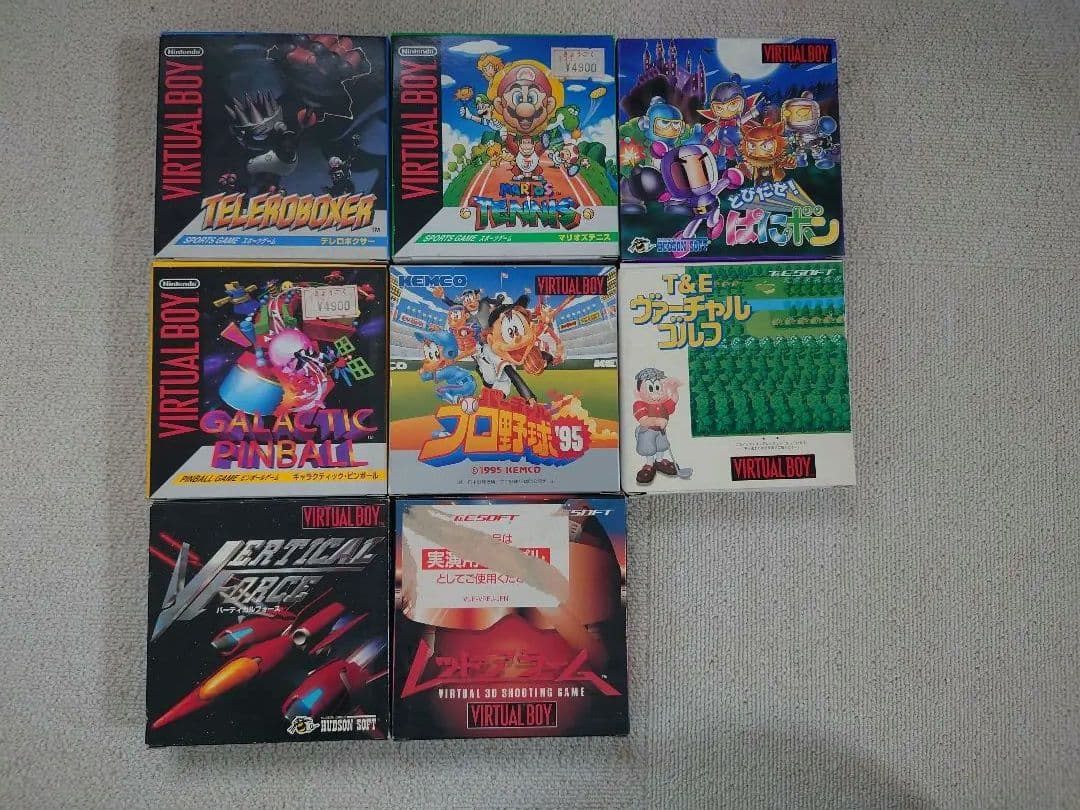 Nintendo
VIRTUAL BOY
TELEROBOXER
TM
SPORTS GAME スポーツゲーム
テレロボクサー
Nintendo
VIRTUAL BOY
¥4900
MARIO'S
TENNIS
SPORTS GAME スポーツゲーム
マリオズテニス
VIRTUAL BOY
とびだせ!
ぱにボン
HUDSON SOFT
Nintendo
VIRTUAL BOY
¥4900
GALACTIC
PINBALL
PINBALL GAME ピンボールゲーム
ギャラクティック・ピンボール
KEMCO
VIRTUAL BOY
プロ野球'95
©1995 KEMCO
T&E SOFT
T&E
ヴァーチャル
ゴルフ
VIRTUAL BOY
VIRTUAL BOY
VERTICAL
FORCE
バーティカルフォース
HUDSON SOFT
T&E SOFT
は
実演用
としてご使用くだ
レッドアラーム
VIRTUAL 3D SHOOTING GAME
VIRTUAL BOY